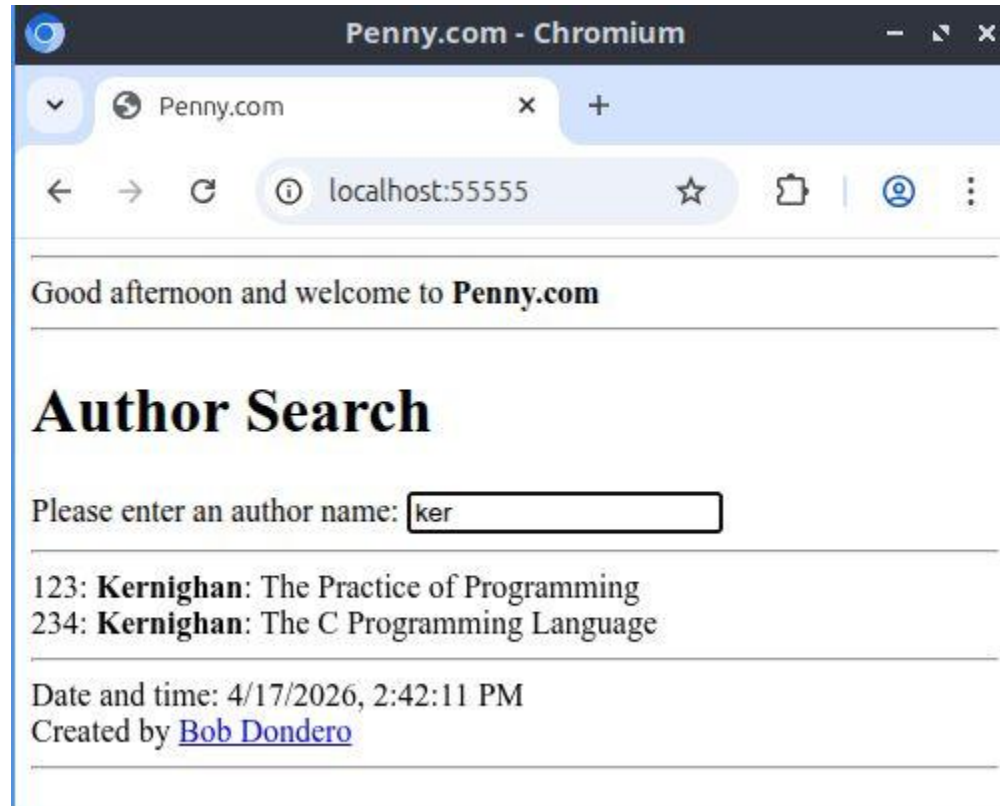 Penny.com - Chromium
Penny.com
localhost:55555
Good afternoon and welcome to Penny.com
Author Search
Please enter an author name: ker
123: Kernighan: The Practice of Programming
234: Kernighan: The C Programming Language
Date and time: 4/17/2026, 2:42:11 PM
Created by Bob Dondero